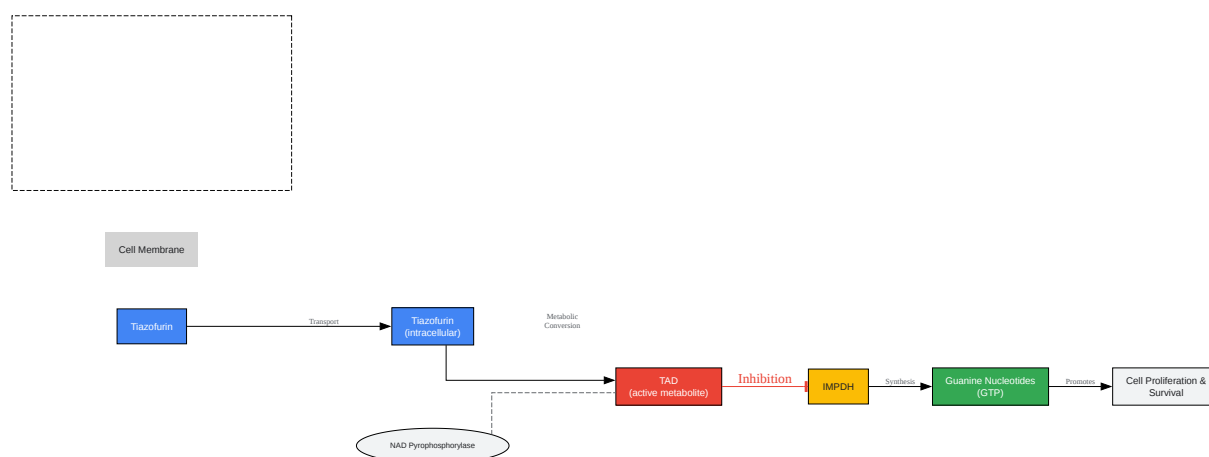 Cell Membrane
Tiazofurin
Transport
Tiazofurin
(intracellular)
Metabolic
Conversion
TAD
(active metabolite)
Inhibition
IMPDH
Synthesis
Guanine Nucleotides
(GTP)
Promotes
Cell Proliferation &
Survival
NAD Pyrophosphorylase